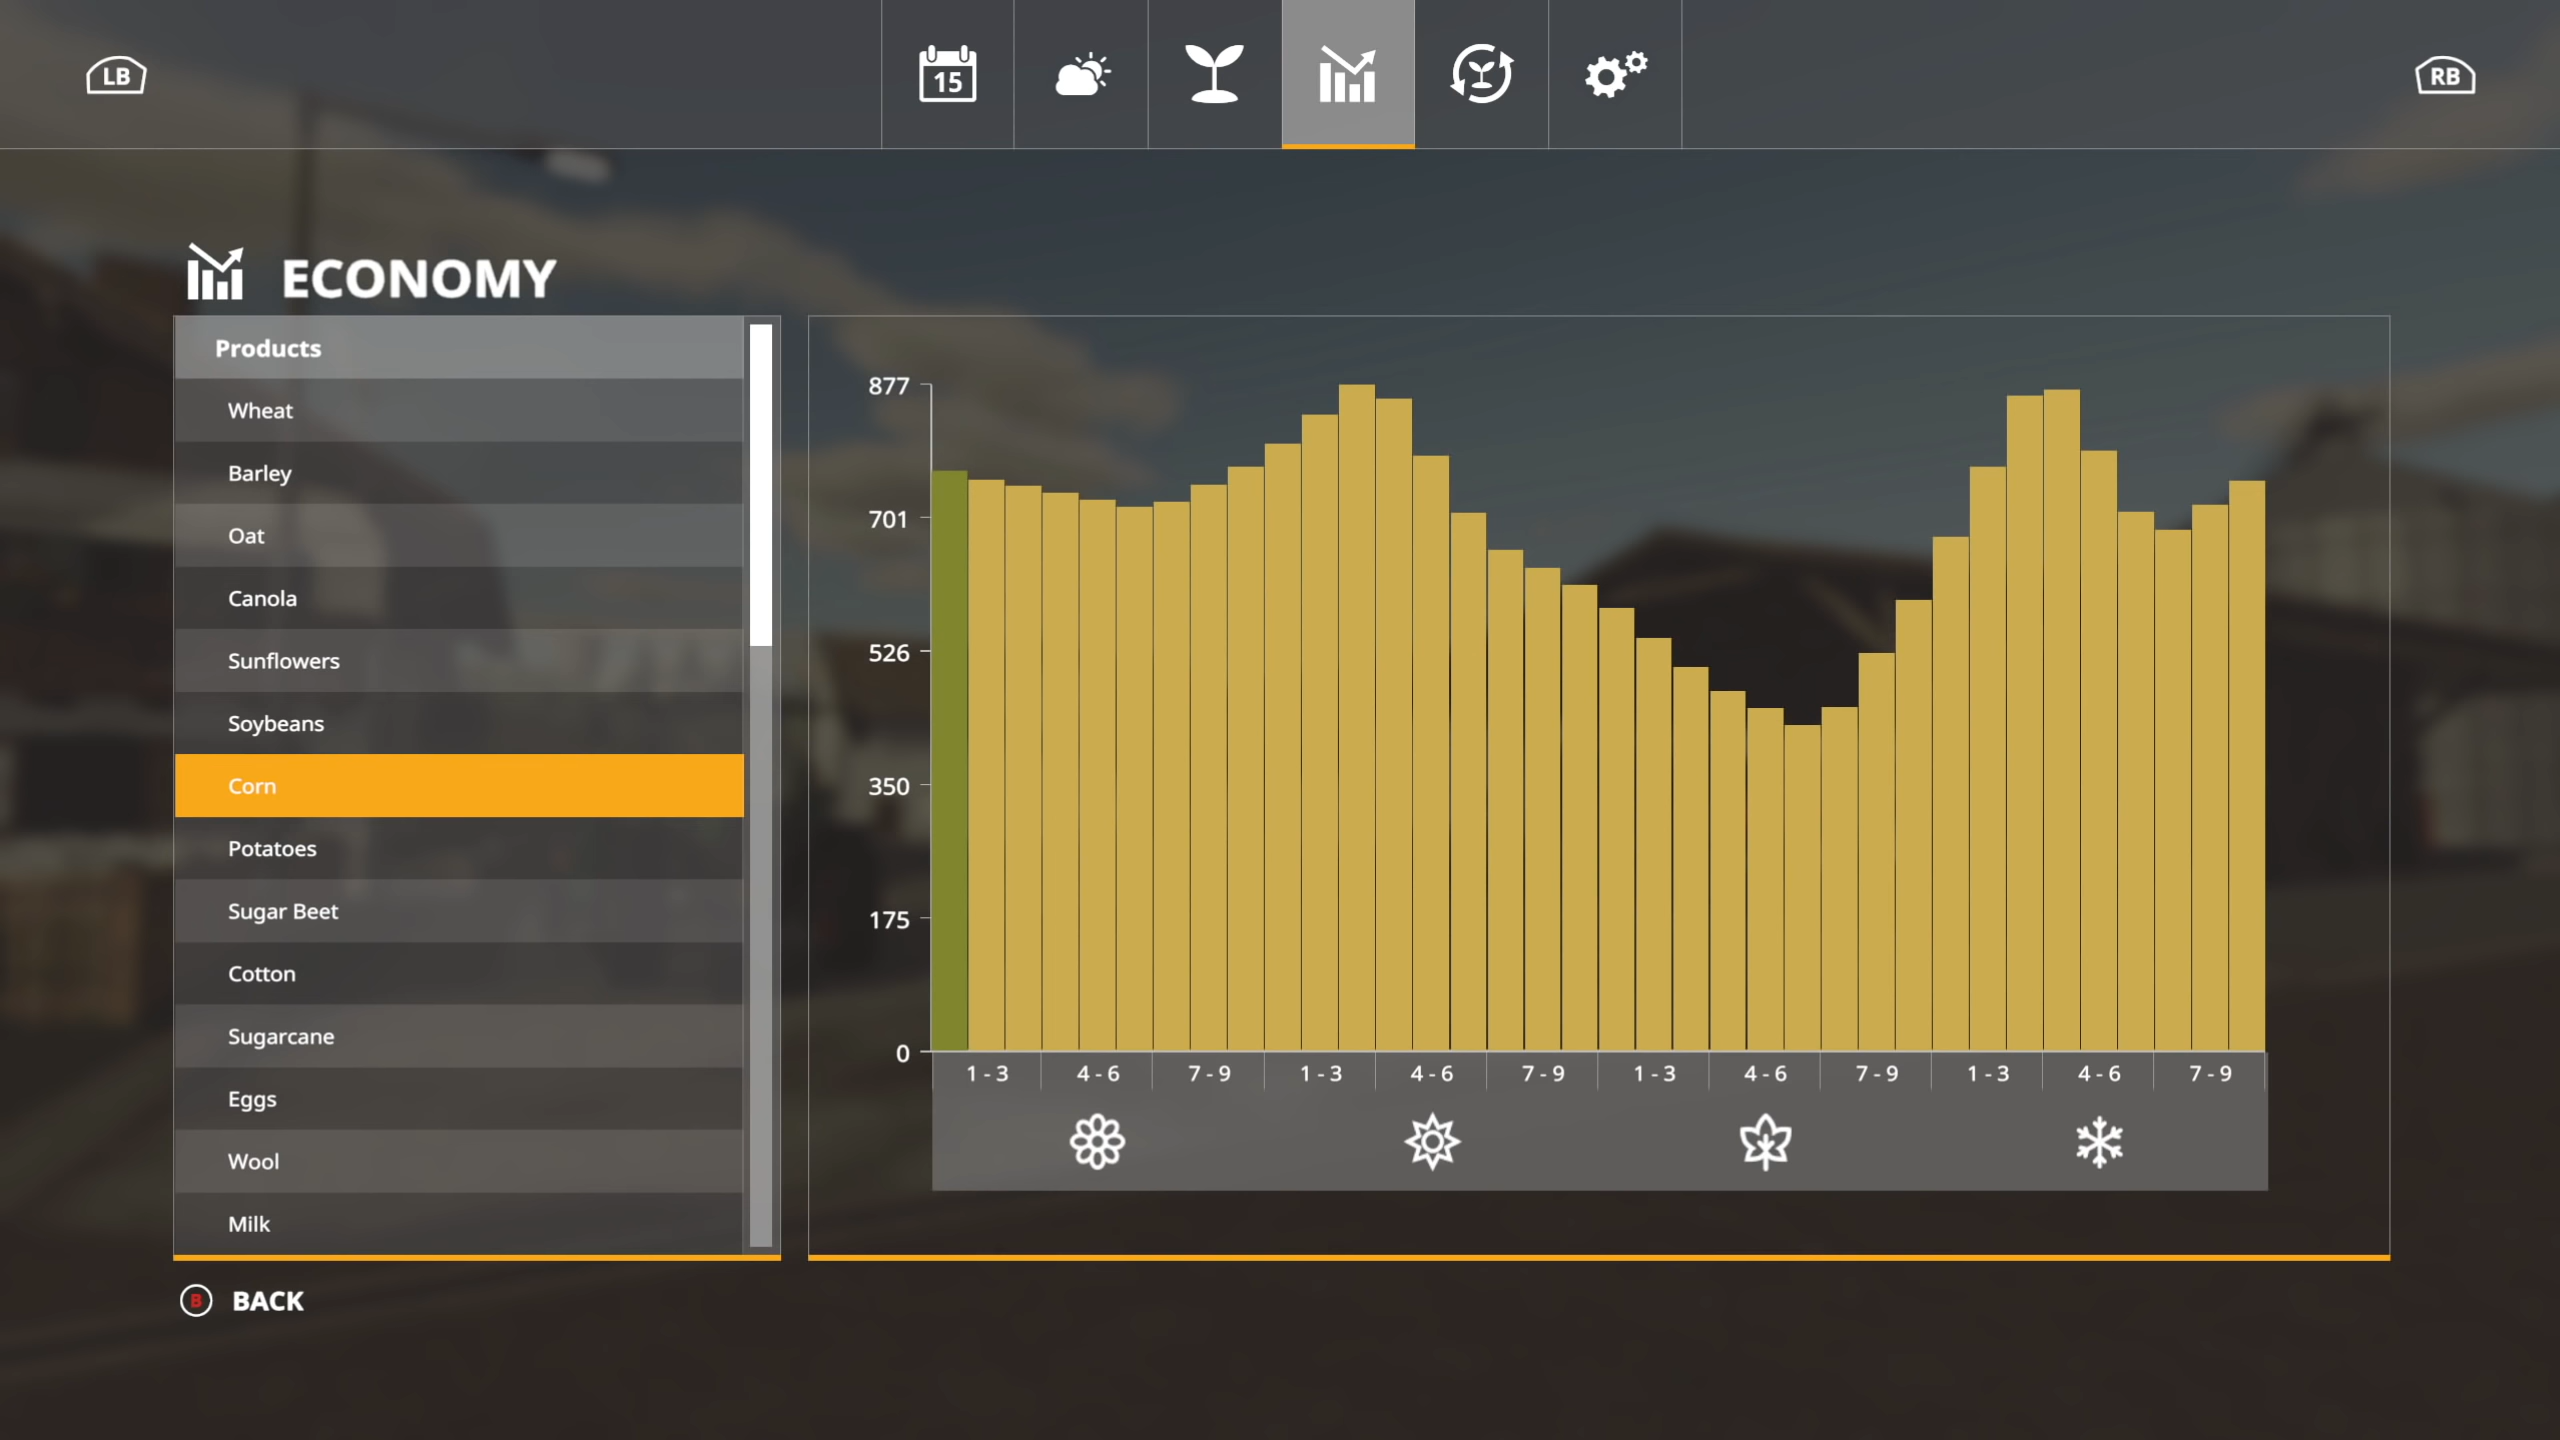 LB
15
RB
ECONOMY
Products
Wheat
Barley
Oat
Canola
Sunflowers
Soybeans
Corn
Potatoes
Sugar Beet
Cotton
Sugarcane
Eggs
Wool
Milk
877
701
526
350
175
0
1 - 3 4 - 6 7 - 9 1 - 3 4 - 6 7 - 9 1 - 3 4 - 6 7 - 9 1 - 3 4 - 6 7 - 9
B BACK